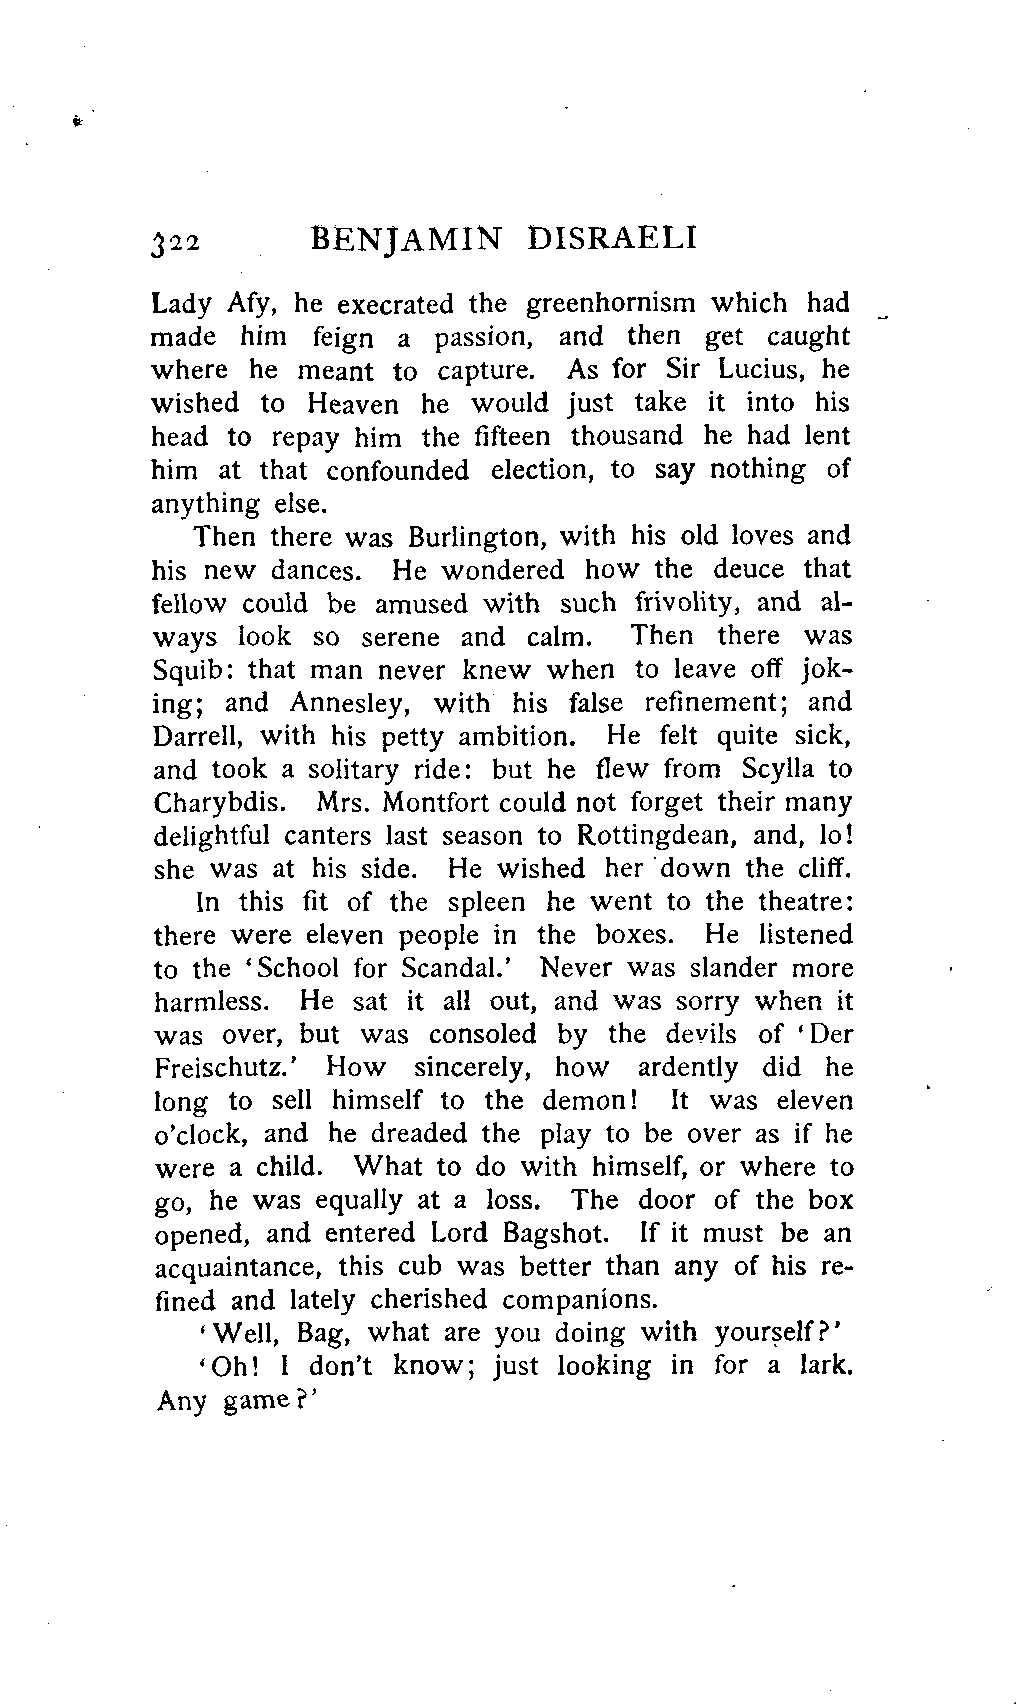 322 BENJAMIN DISRAELI
Lady Afy, he execrated the greenhornism which had
made him feign a passion, and then get caught
where he meant to capture. As for Sir Lucius, he
wished to Heaven he would just take it into his
head to repay him the fifteen thousand he had lent
him at that confounded election, to say nothing of
anything else.
Then there was Burlington, with his old loves and
his new dances. He wondered how the deuce that
fellow could be amused with such frivolity, and al-
ways look so serene and calm. Then there was
Squib: that man never knew when to leave off jok-
ing; and Annesley, with his false refinement; and
Darrell, with his petty ambition. He felt quite sick,
and took a solitary ride: but he flew from Scylla to
Charybdis. Mrs. Montfort could not forget their many
delightful canters last season to Rottingdean, and, lo!
she was at his side. He wished her down the cliff.
In this fit of the spleen he went to the theatre:
there were eleven people in the boxes. He listened
to the ‘School for Scandal.’ Never was slander more
harmless. He sat it all out, and was sorry when it
was over, but was consoled by the devils of ‘Der
Freischutz.’ How sincerely, how ardently did he
long to sell himself to the demon! It was eleven
o’clock, and he dreaded the play to be over as if he
were a child. What to do with himself, or where to
go, he was equally at a loss. The door of the box
opened, and entered Lord Bagshot. If it must be an
acquaintance, this cub was better than any of his re-
fined and lately cherished companions.
‘Well, Bag, what are you doing with yourself?’
‘Oh! I don’t know; just looking in for a lark.
Any game?’